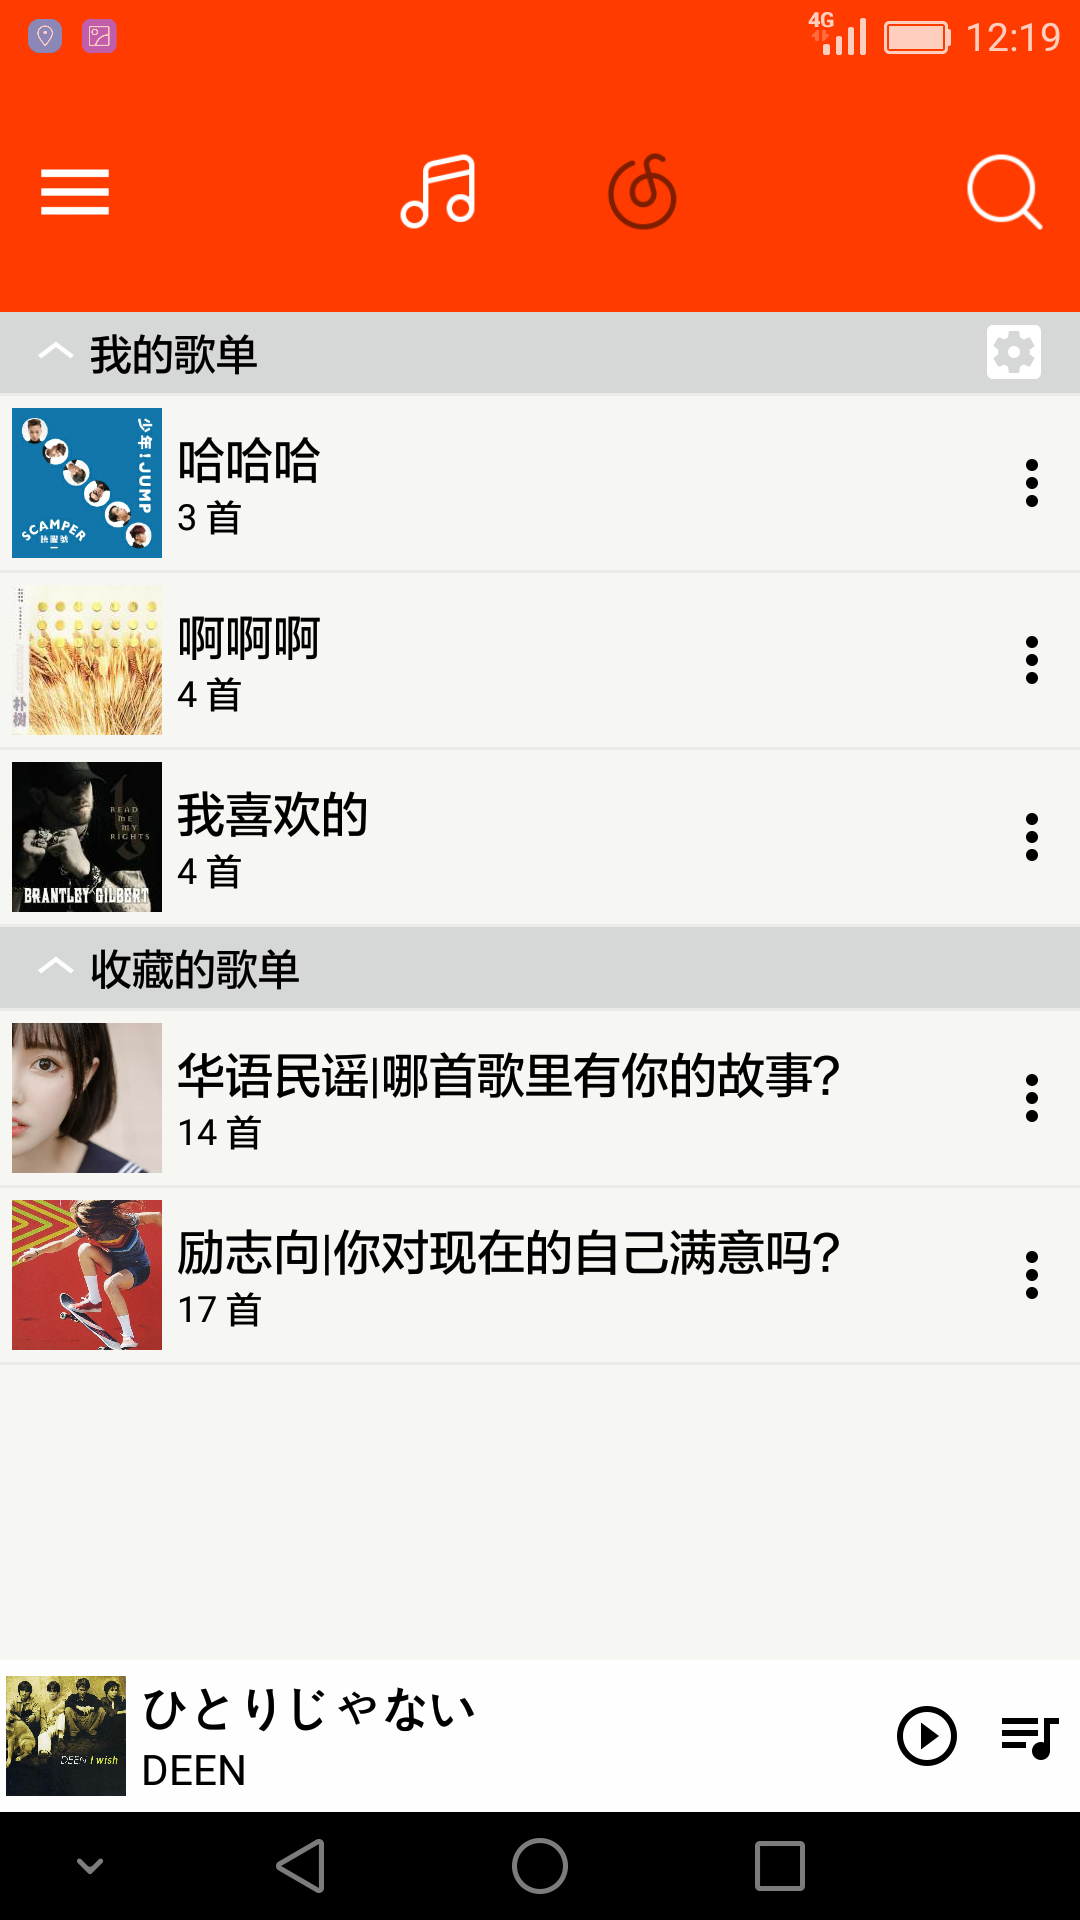 4G 12:19
我的歌单
少年!JUMP
SCAMPER
哈哈哈
3 首
朴树
啊啊啊
4 首
READ
ME
MY
RIGHTS
BRANTLEY GILBERT
我喜欢的
4 首
收藏的歌单
华语民谣|哪首歌里有你的故事?
14 首
励志向|你对现在的自己满意吗?
17 首
DEEN I wish
ひとりじゃない
DEEN